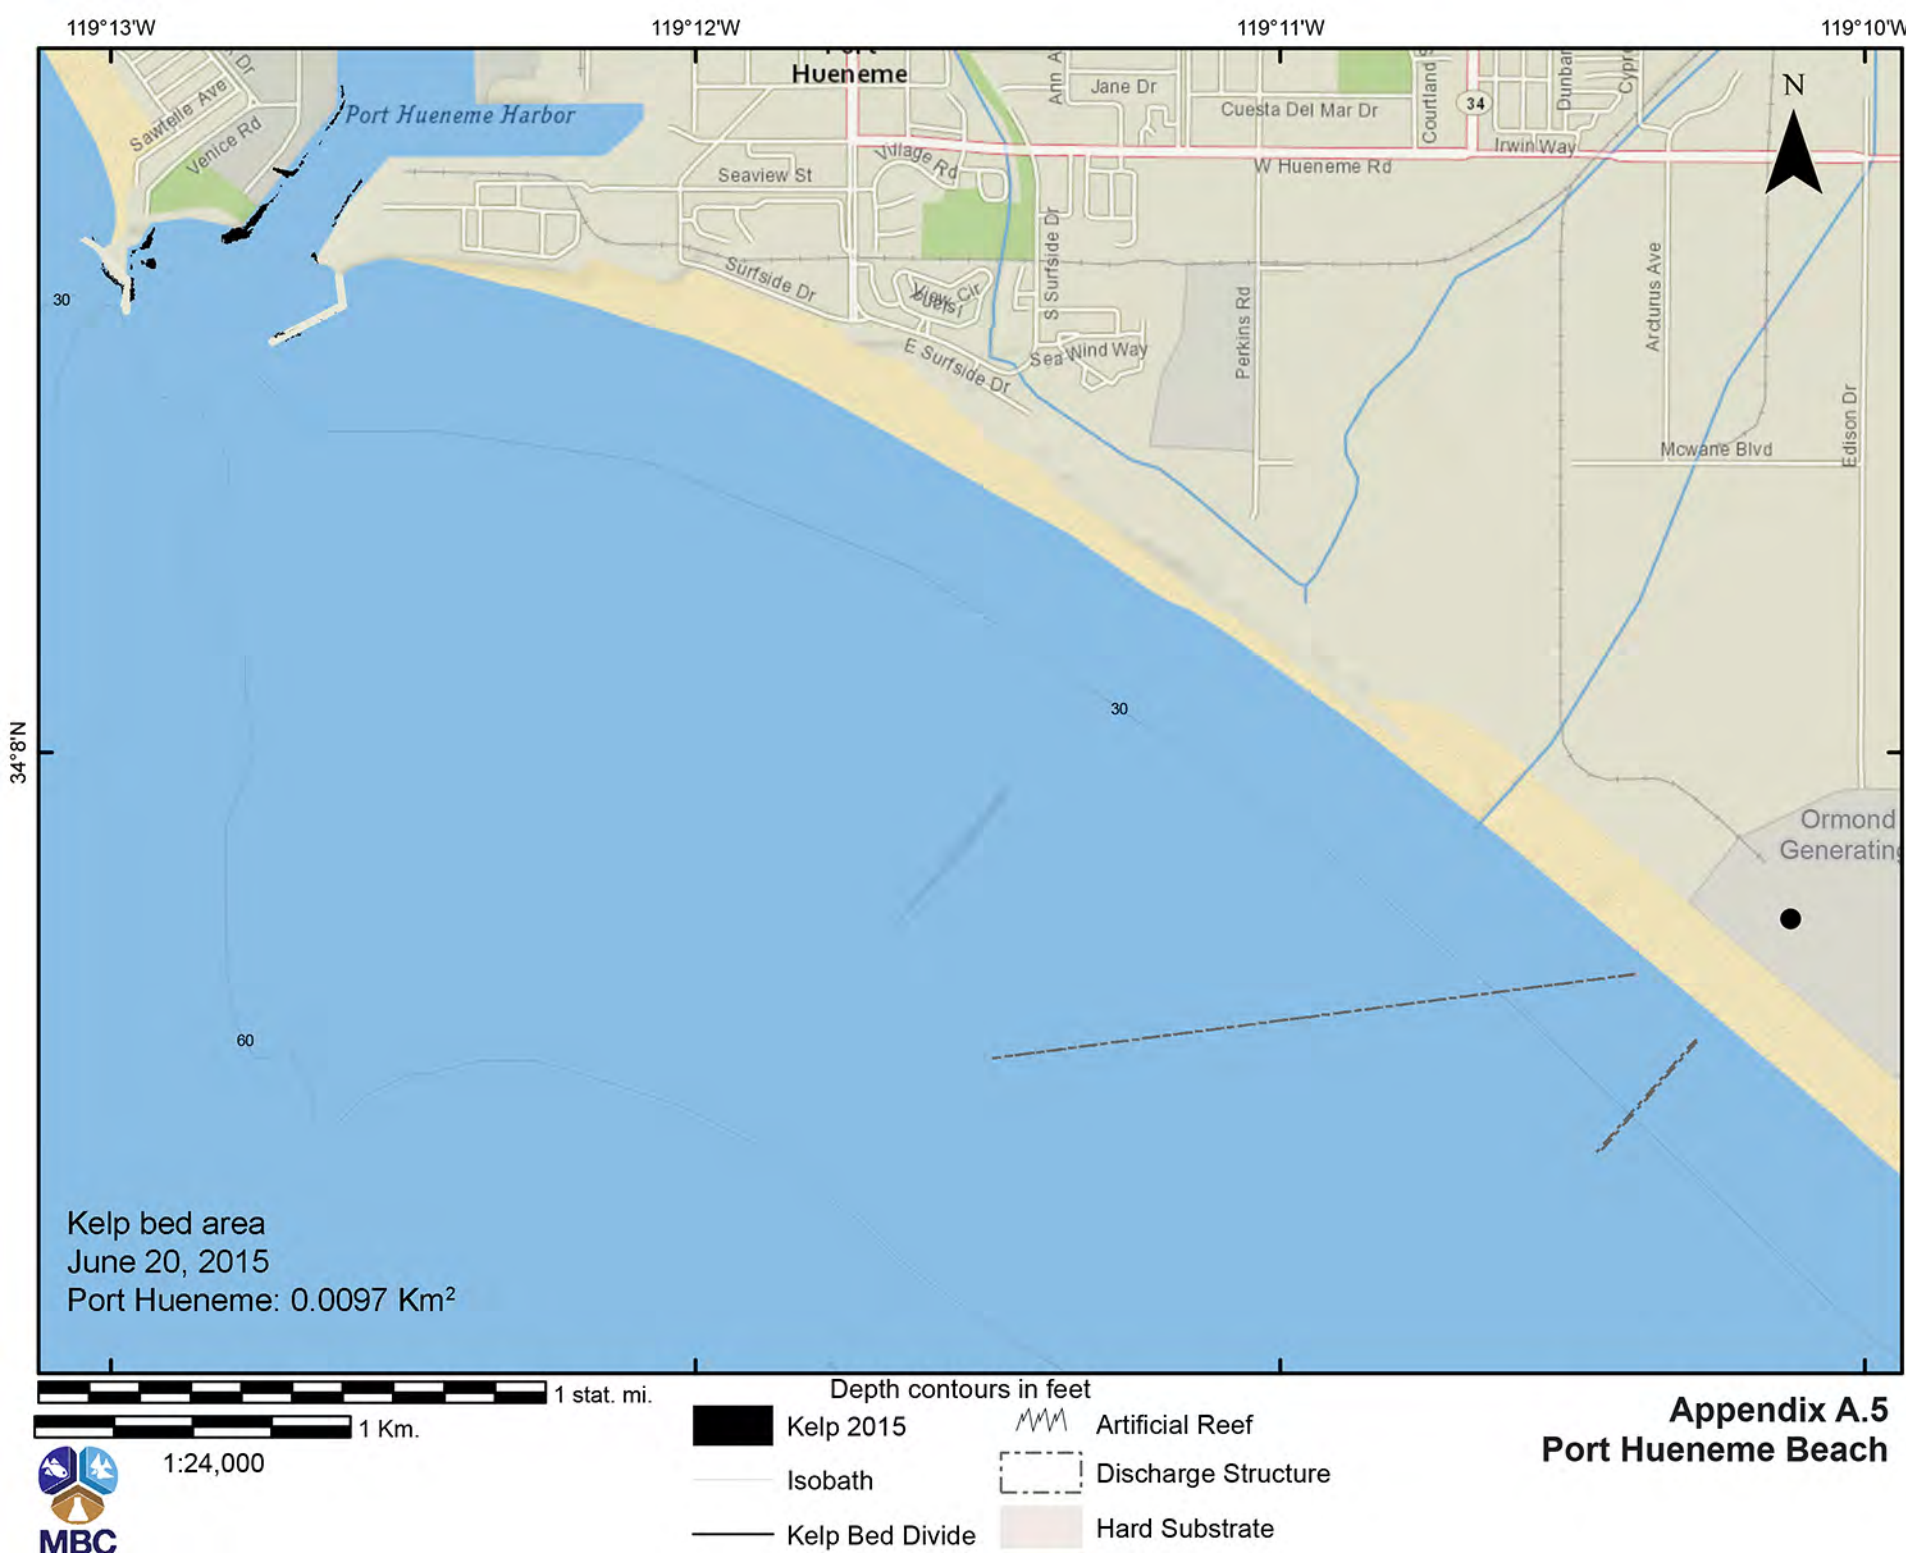 119°13'W
119°12'W
119°11'W
119°10'W
34°8'N
N
Hueneme
Port Hueneme Harbor
Sawtelle Ave
Venice Rd
Dr
Jane Dr
Cuesta Del Mar Dr
Courtland
34
Irwin Way
W Hueneme Rd
Village Rd
Seaview St
Surfside Dr
S Surfside Dr
E Surfside Dr
Sea Wind Way
Perkins Rd
Arcturus Ave
Mcwane Blvd
Edison Dr
Ormond
Generating
30
30
60
Kelp bed area
June 20, 2015
Port Hueneme: 0.0097 Km²
1 stat. mi.
1 Km.
1:24,000
MBC
Depth contours in feet
Kelp 2015
Isobath
Kelp Bed Divide
Artificial Reef
Discharge Structure
Hard Substrate
Appendix A.5
Port Hueneme Beach